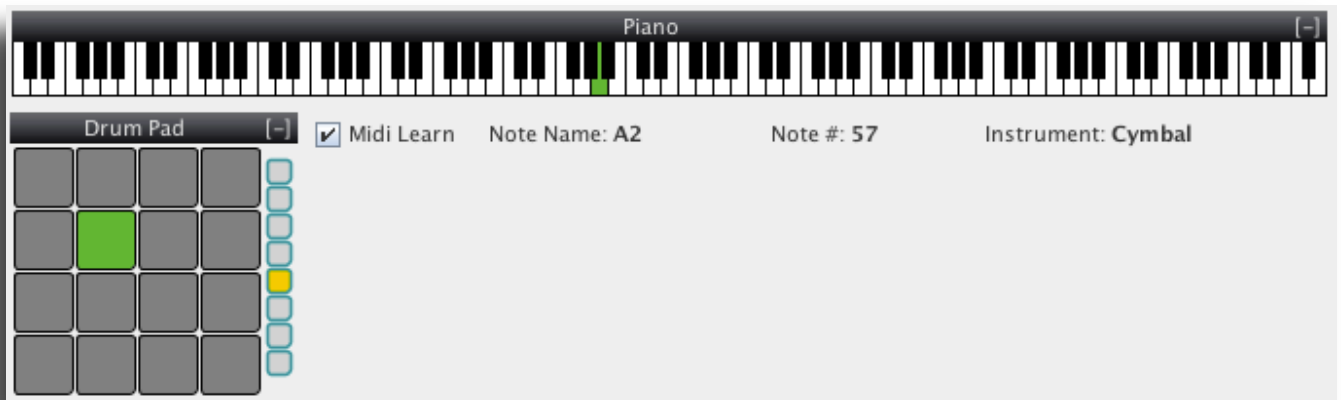 Piano [-]
Drum Pad [-]
Midi Learn Note Name: A2 Note #: 57 Instrument: Cymbal